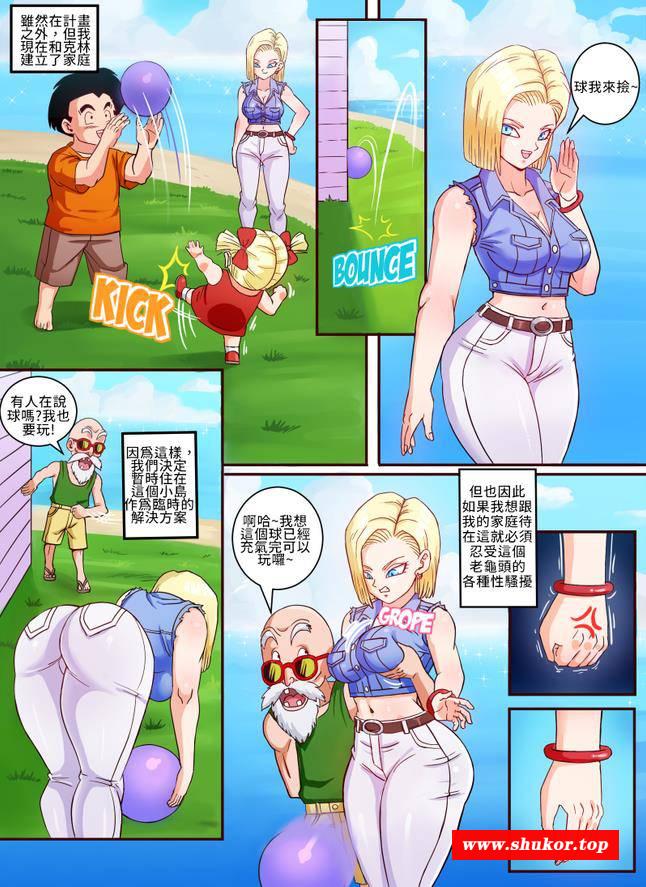 雖然在計畫
之外，但我
現在和克林
建立了家庭
KICK
BOUNCE
球我來撿~
有人在說
球嗎?我也
要玩!
因爲這樣，
我們決定
暫時住在
這個小島
作爲臨時的
解決方案
啊哈~我想
這個球已經
充氣完可以
玩囉~
GROPE
但也因此
如果我想跟
我的家庭待
在這就必須
忍受這個
老龜頭的
各種性騷擾
www.shukor.top